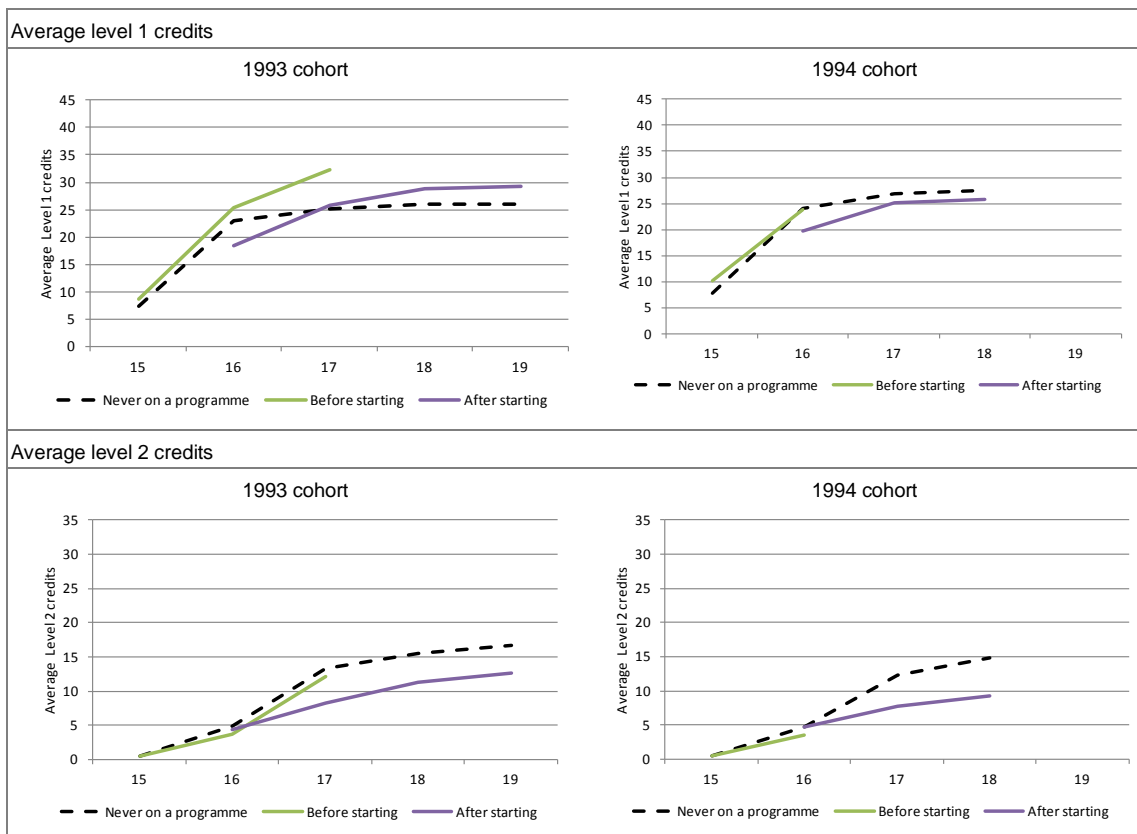 Average level 1 credits
1993 cohort
Average Level 1 credits
45
40
35
30
25
20
15
10
5
0
15 16 17 18 19
Never on a programme Before starting After starting
1994 cohort
Average Level 1 credits
45
40
35
30
25
20
15
10
5
0
15 16 17 18 19
Never on a programme Before starting After starting
Average level 2 credits
1993 cohort
Average Level 2 credits
35
30
25
20
15
10
5
0
15 16 17 18 19
Never on a programme Before starting After starting
1994 cohort
Average Level 2 credits
35
30
25
20
15
10
5
0
15 16 17 18 19
Never on a programme Before starting After starting